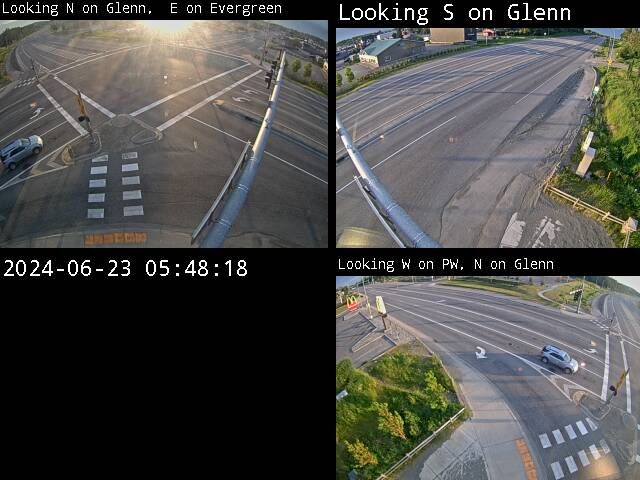 Looking N on Glenn,  E on Evergreen
Looking S on Glenn
2024-06-23 05:48:18
Looking W on PW, N on Glenn